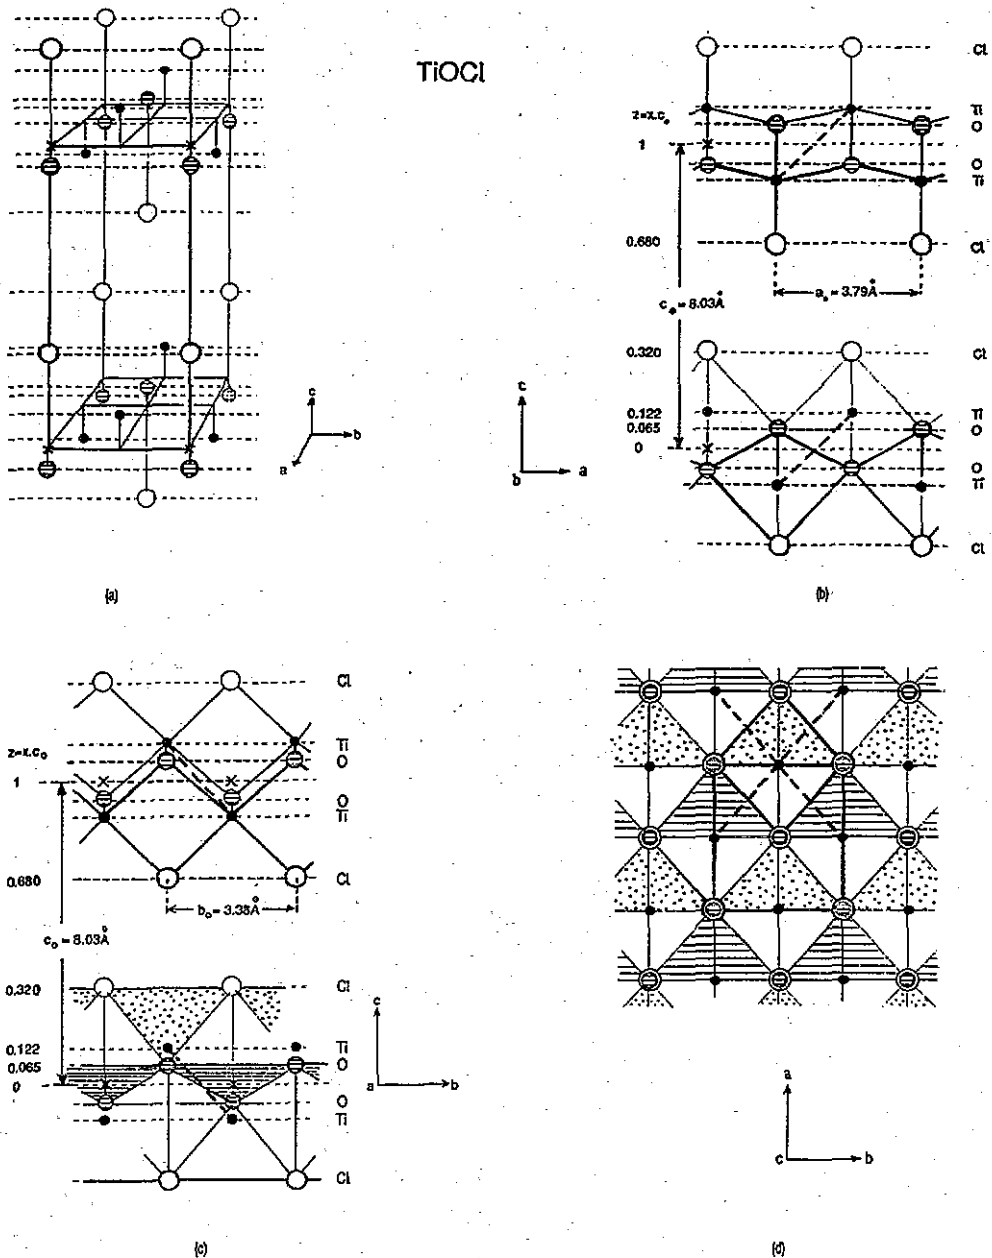 TiOCl
c
b
a
(a)
Cl
Ti
z=x.c₀
O
1
O
Ti
0.680
Cl
a₀ = 3.79Å
c₀ = 8.03Å
0.320
Cl
0.122
Ti
0.065
O
0
O
Ti
Cl
c
b
a
(b)
Cl
Ti
z=x.c₀
O
1
O
Ti
0.680
Cl
b₀ = 3.38Å
c₀ = 8.03Å
0.320
Cl
0.122
Ti
0.065
O
0
O
Ti
Cl
c
a
b
(c)
a
c
b
(d)